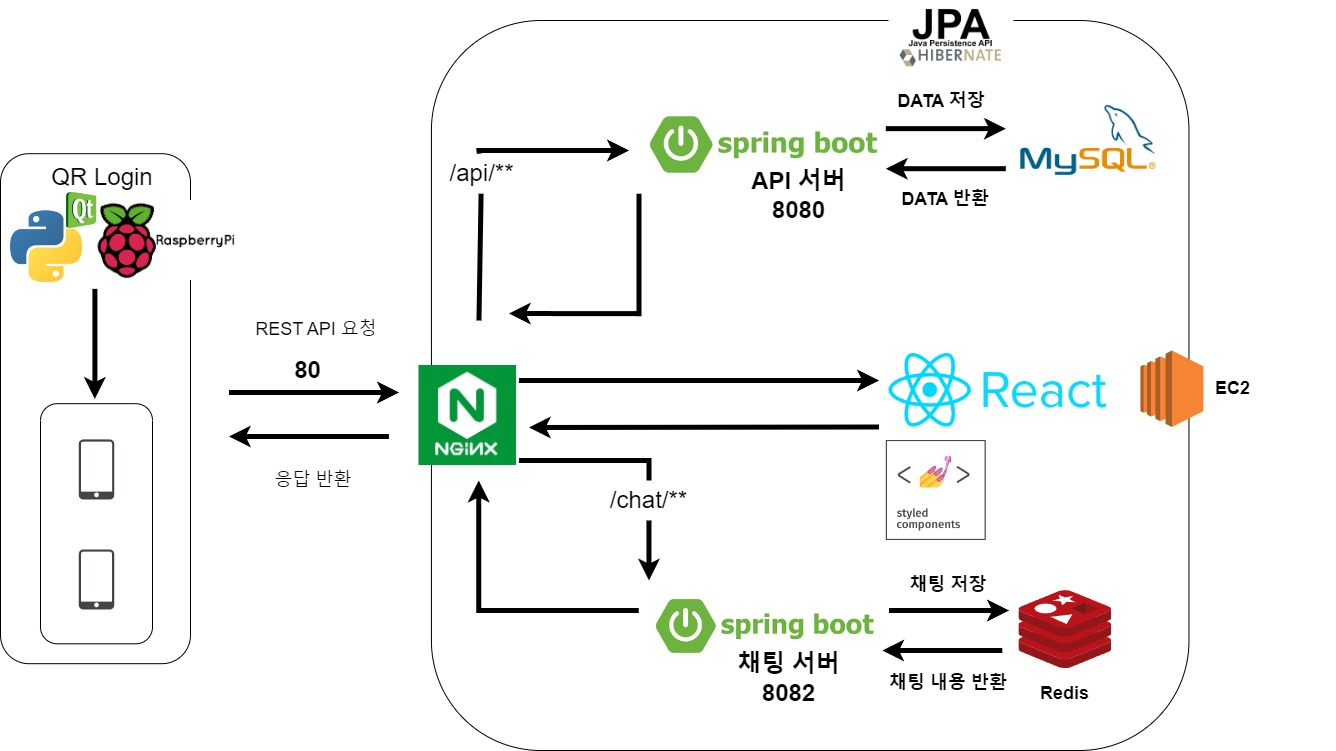 JPA
Java Persistence API
HIBERNATE
DATA 저장
spring boot
MySQL®
API 서버
8080
DATA 반환
/api/**
QR Login
Qt
RaspberryPi
REST API 요청
80
응답 반환
NGINX
React
EC2
< >
styled
components
/chat/**
채팅 저장
spring boot
채팅 서버
8082
채팅 내용 반환
Redis